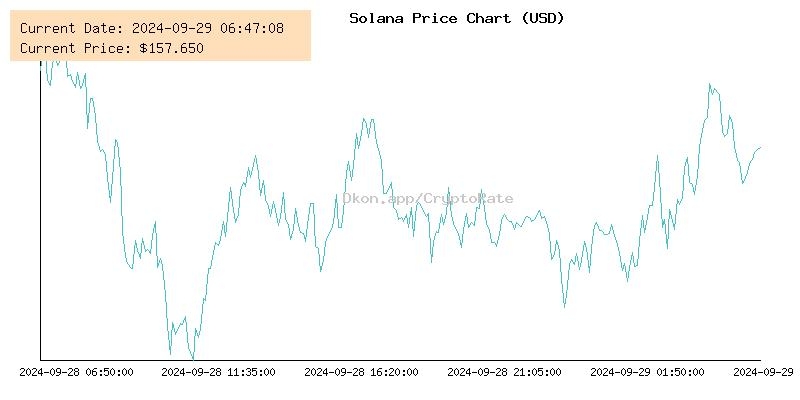 Solana Price Chart (USD)
Current Date: 2024-09-29 06:47:08
Current Price: $157.650
Okon.app/CryptoRate
2024-09-28 06:50:00 2024-09-28 11:35:00 2024-09-28 16:20:00 2024-09-28 21:05:00 2024-09-29 01:50:00 2024-09-29